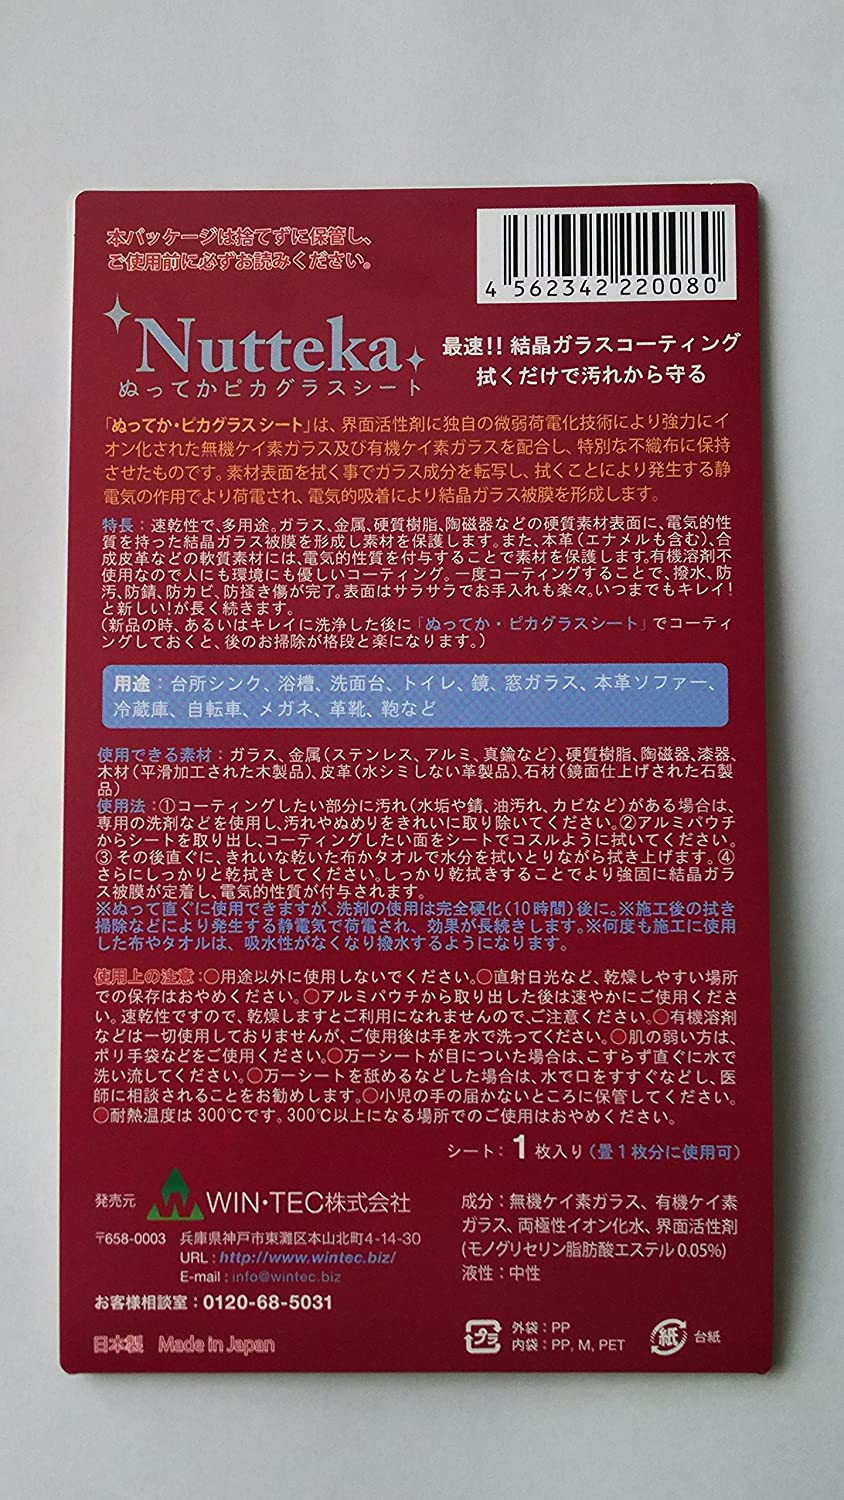 本パッケージは捨てずに保管し、
ご使用前に必ずお読みください。
4 562342 220080
Nutteka
ぬってかピカグラスシート
最速!! 結晶ガラスコーティング
拭くだけで汚れから守る
「ぬってか・ピカグラスシート」は、界面活性剤に独自の微弱荷電化技術により強力にイ
オン化された無機ケイ素ガラス及び有機ケイ素ガラスを配合し、特別な不織布に保持
させたものです。素材表面を拭く事でガラス成分を転写し、拭くことにより発生する静
電気の作用でより荷電され、電気的吸着により結晶ガラス被膜を形成します。
特長：速乾性で、多用途。ガラス、金属、硬質樹脂、陶磁器などの硬質素材表面に、電気的性
質を持った結晶ガラス被膜を形成し素材を保護します。また、本革（エナメルも含む）、合
成皮革などの軟質素材には、電気的性質を付与することで素材を保護します。有機溶剤不
使用なので人にも環境にも優しいコーティング。一度コーティングすることで、撥水、防
汚、防錆、防カビ、防掻き傷が完了。表面はサラサラでお手入れも楽々。いつまでもキレイ!
と新しい!が長く続きます。
（新品の時、あるいはキレイに洗浄した後に「ぬってか・ピカグラスシート」でコーティ
ングしておくと、後のお掃除が格段と楽になります。）
用途：台所シンク、浴槽、洗面台、トイレ、鏡、窓ガラス、本革ソファー、
冷蔵庫、自転車、メガネ、革靴、鞄など
使用できる素材：ガラス、金属（ステンレス、アルミ、真鍮など）、硬質樹脂、陶磁器、漆器、
木材（平滑加工された木製品）、皮革（水シミしない革製品）、石材（鏡面仕上げされた石製
品）
使用法：①コーティングしたい部分に汚れ（水垢や錆、油汚れ、カビなど）がある場合は、
専用の洗剤などを使用し、汚れやぬめりをきれいに取り除いてください。②アルミパウチ
からシートを取り出し、コーティングしたい面をシートでコスルように拭いてください。
③その後直ぐに、きれいな乾いた布かタオルで水分を拭いとりながら拭き上げます。④
さらにしっかりと乾拭きしてください。しっかり乾拭きすることでより強固に結晶ガラ
ス被膜が定着し、電気的性質が付与されます。
※ぬって直ぐに使用できますが、洗剤の使用は完全硬化（10時間）後に。※施工後の拭き
掃除などにより発生する静電気で荷電され、効果が長続きします。※何度も施工に使用
した布やタオルは、吸水性がなくなり撥水するようになります。
使用上の注意：●用途以外に使用しないでください。●直射日光など、乾燥しやすい場所
での保存はおやめください。●アルミパウチから取り出した後は速やかにご使用くださ
い。速乾性ですので、乾燥しますとご利用になれませんで、ご注意ください。●有機溶剤
などは一切使用しておりませんが、ご使用後は手を水で洗ってください。●肌の弱い方は、
ポリ手袋などをご使用ください。●万一シートが目についた場合は、こすらず直ぐに水で
洗い流してください。●万一シートを舐めるなどした場合は、水で口をすすぐなどし、医
師に相談されることをお勧めします。●小児の手の届かないところに保管してください。
●耐熱温度は300℃です。300℃以上になる場所でのご使用はおやめください。
シート：1枚入り（畳1枚分に使用可）
発売元 WIN・TEC株式会社
〒658-0003 兵庫県神戸市東灘区本山北町4-14-30
URL：http://www.wintec.biz/
E-mail：info@wintec.biz
お客様相談室：0120-68-5031
日本製 Made in Japan
成分：無機ケイ素ガラス、有機ケイ素
ガラス、両極性イオン化水、界面活性剤
（モノグリセリン脂肪酸エステル 0.05%）
液性：中性
プラ 外袋：PP
内袋：PP, M, PET
紙 台紙